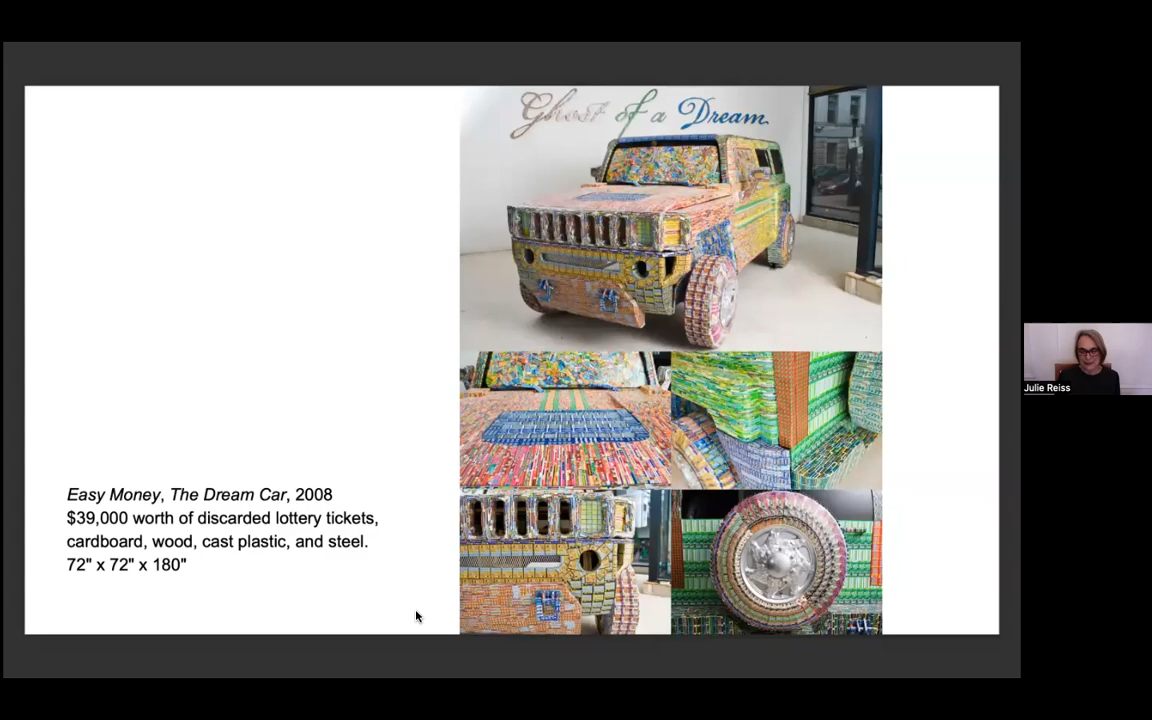 Ghost of a Dream
Easy Money, The Dream Car, 2008
$39,000 worth of discarded lottery tickets,
cardboard, wood, cast plastic, and steel.
72" x 72" x 180"
Julie Reiss